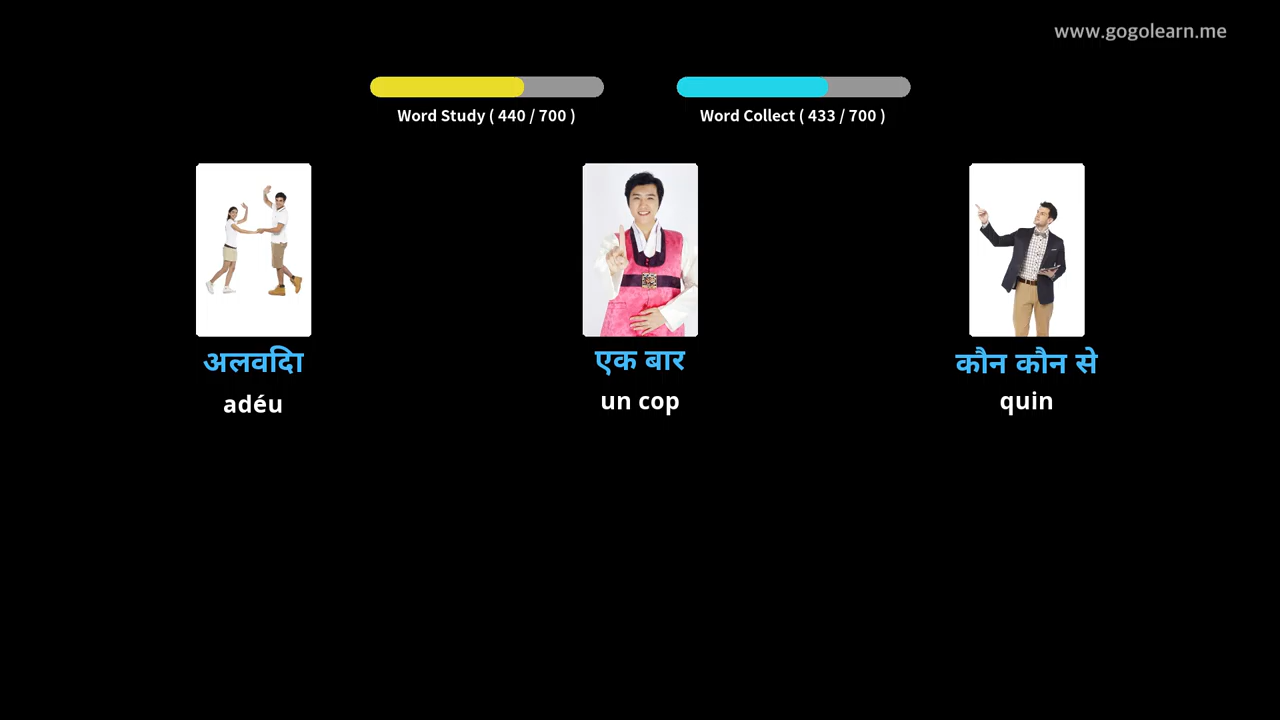 www.gogolearn.me
Word Study ( 440 / 700 )
Word Collect ( 433 / 700 )
अलविदा
adéu
एक बार
un cop
कौन कौन से
quin